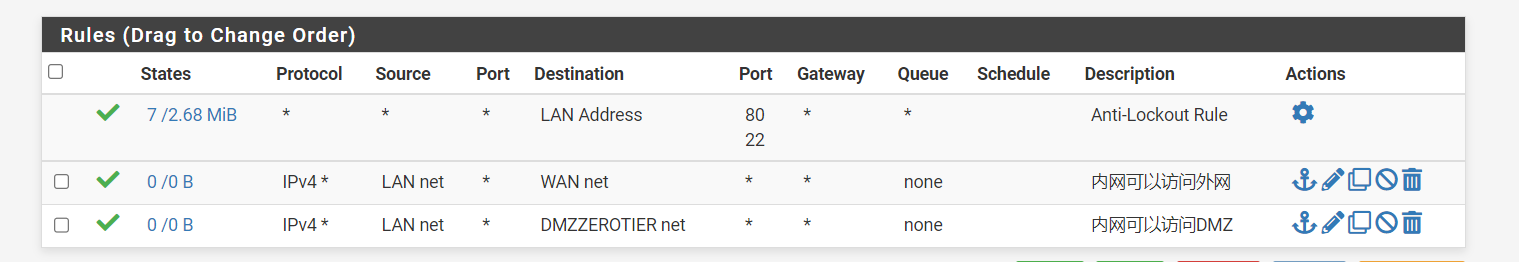 Rules (Drag to Change Order)
States Protocol Source Port Destination Port Gateway Queue Schedule Description Actions
7 /2.68 MiB * * * LAN Address 80 22 * * Anti-Lockout Rule
0 /0 B IPv4 * LAN net * WAN net * * none 内网可以访问外网
0 /0 B IPv4 * LAN net * DMZZEROTIER net * * none 内网可以访问DMZ